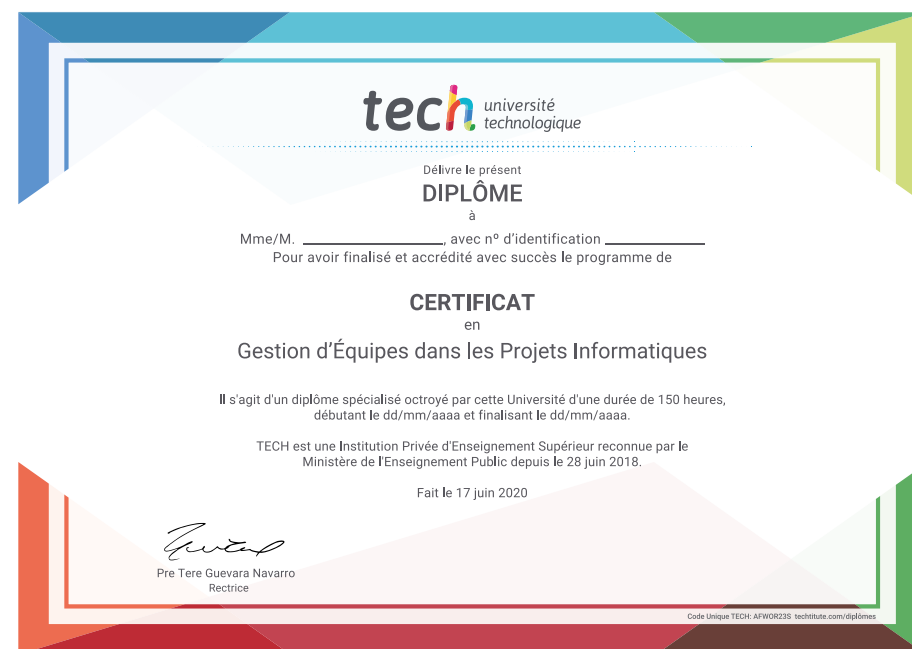 tech université
technologique
Délivre le présent
DIPLÔME
à
Mme/M. ____________________, avec nº d'identification ______________
Pour avoir finalisé et accrédité avec succès le programme de
CERTIFICAT
en
Gestion d'Équipes dans les Projets Informatiques
Il s'agit d'un diplôme spécialisé octroyé par cette Université d'une durée de 150 heures,
débutant le dd/mm/aaaa et finalisant le dd/mm/aaaa.
TECH est une Institution Privée d'Enseignement Supérieur reconnue par le
Ministère de l'Enseignement Public depuis le 28 juin 2018.
Fait le 17 juin 2020
Pre Tere Guevara Navarro
Rectrice
Code Unique TECH: AFWOR23S techtitute.com/diplômes